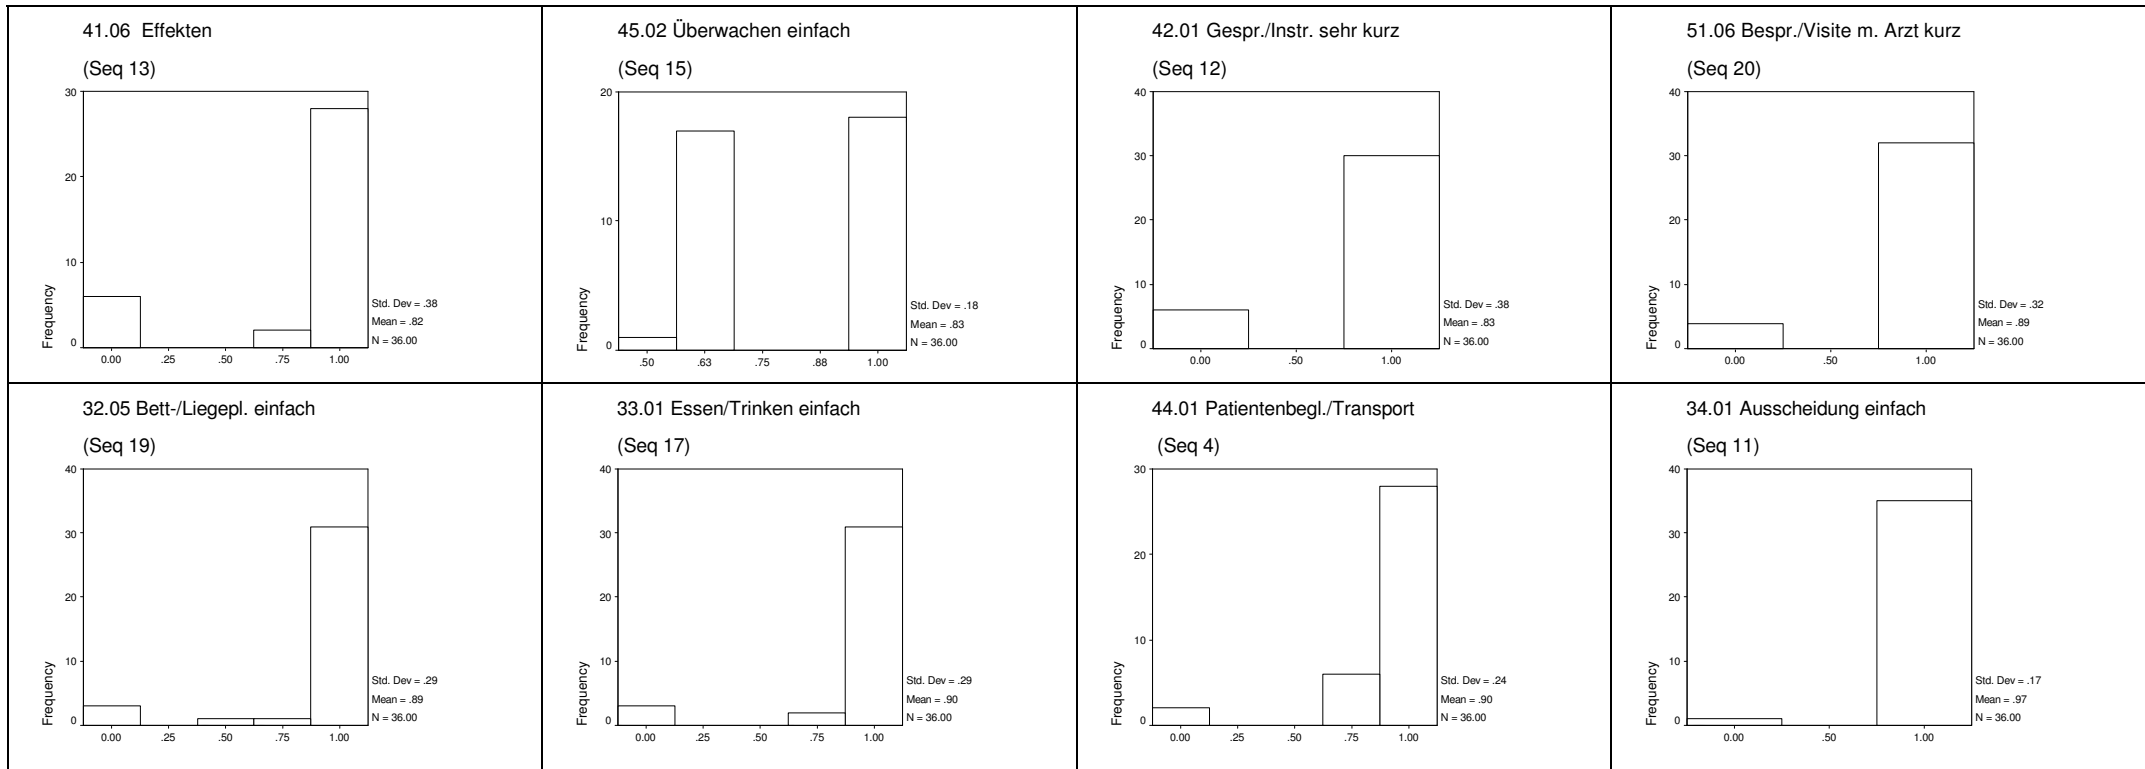 41.06 Effekten
(Seq 13)
30
20
10
0
Frequency
0.00 .25 .50 .75 1.00
Std. Dev = .38
Mean = .82
N = 36.00
45.02 Überwachen einfach
(Seq 15)
20
10
0
Frequency
.50 .63 .75 .88 1.00
Std. Dev = .18
Mean = .83
N = 36.00
42.01 Gespr./Instr. sehr kurz
(Seq 12)
40
30
20
10
0
Frequency
0.00 .50 1.00
Std. Dev = .38
Mean = .83
N = 36.00
51.06 Bespr./Visite m. Arzt kurz
(Seq 20)
40
30
20
10
0
Frequency
0.00 .50 1.00
Std. Dev = .32
Mean = .89
N = 36.00
32.05 Bett-/Liegepl. einfach
(Seq 19)
40
30
20
10
0
Frequency
0.00 .25 .50 .75 1.00
Std. Dev = .29
Mean = .89
N = 36.00
33.01 Essen/Trinken einfach
(Seq 17)
40
30
20
10
0
Frequency
0.00 .25 .50 .75 1.00
Std. Dev = .29
Mean = .90
N = 36.00
44.01 Patientenbegl./Transport
(Seq 4)
30
20
10
0
Frequency
0.00 .25 .50 .75 1.00
Std. Dev = .24
Mean = .90
N = 36.00
34.01 Ausscheidung einfach
(Seq 11)
40
30
20
10
0
Frequency
0.00 .50 1.00
Std. Dev = .17
Mean = .97
N = 36.00